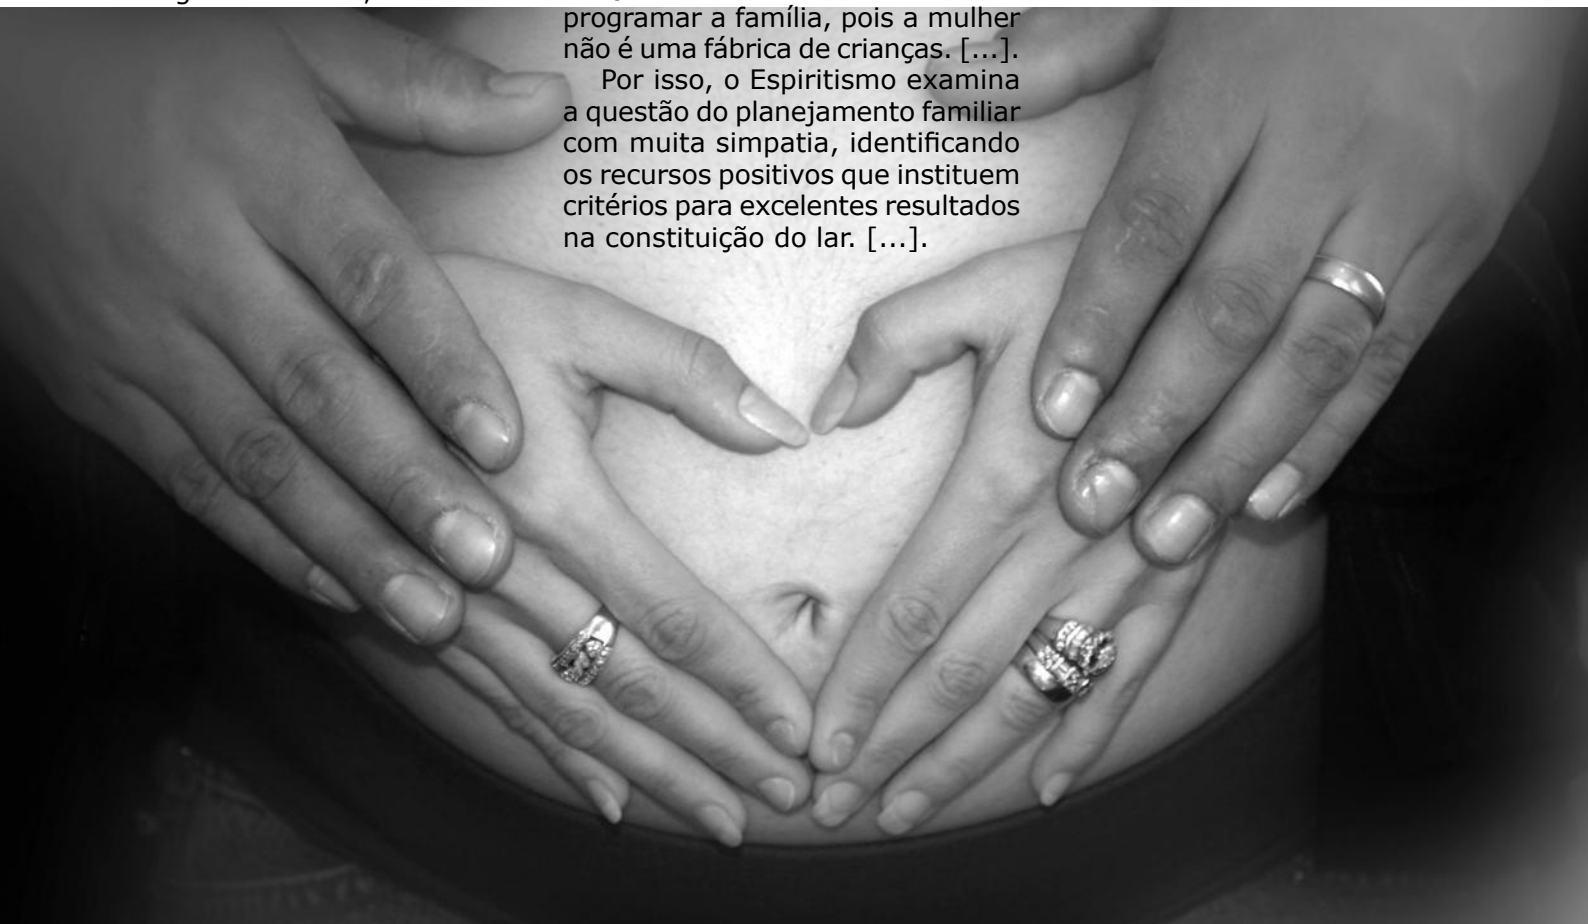 programar a família, pois a mulher
não é uma fábrica de crianças. [...].
Por isso, o Espiritismo examina
a questão do planejamento familiar
com muita simpatia, identificando
os recursos positivos que instituem
critérios para excelentes resultados
na constituição do lar. [...].